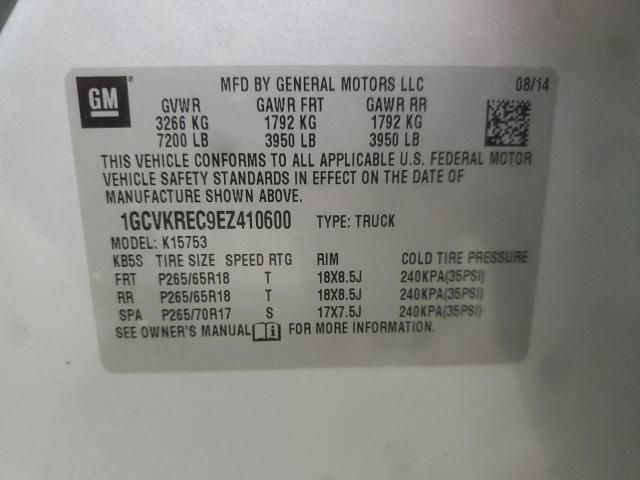 GM ® MFD BY GENERAL MOTORS LLC 08/14
GVWR GAWR FRT GAWR RR
3266 KG 1792 KG 1792 KG
7200 LB 3950 LB 3950 LB
THIS VEHICLE CONFORMS TO ALL APPLICABLE U.S. FEDERAL MOTOR
VEHICLE SAFETY STANDARDS IN EFFECT ON THE DATE OF
MANUFACTURE SHOWN ABOVE.
1GCVKREC9EZ410600 TYPE: TRUCK
MODEL: K15753
KB5S TIRE SIZE SPEED RTG RIM COLD TIRE PRESSURE
FRT P265/65R18 T 18X8.5J 240KPA(35PSI)
RR P265/65R18 T 18X8.5J 240KPA(35PSI)
SPA P265/70R17 S 17X7.5J 240KPA(35PSI)
SEE OWNER'S MANUAL i FOR MORE INFORMATION.